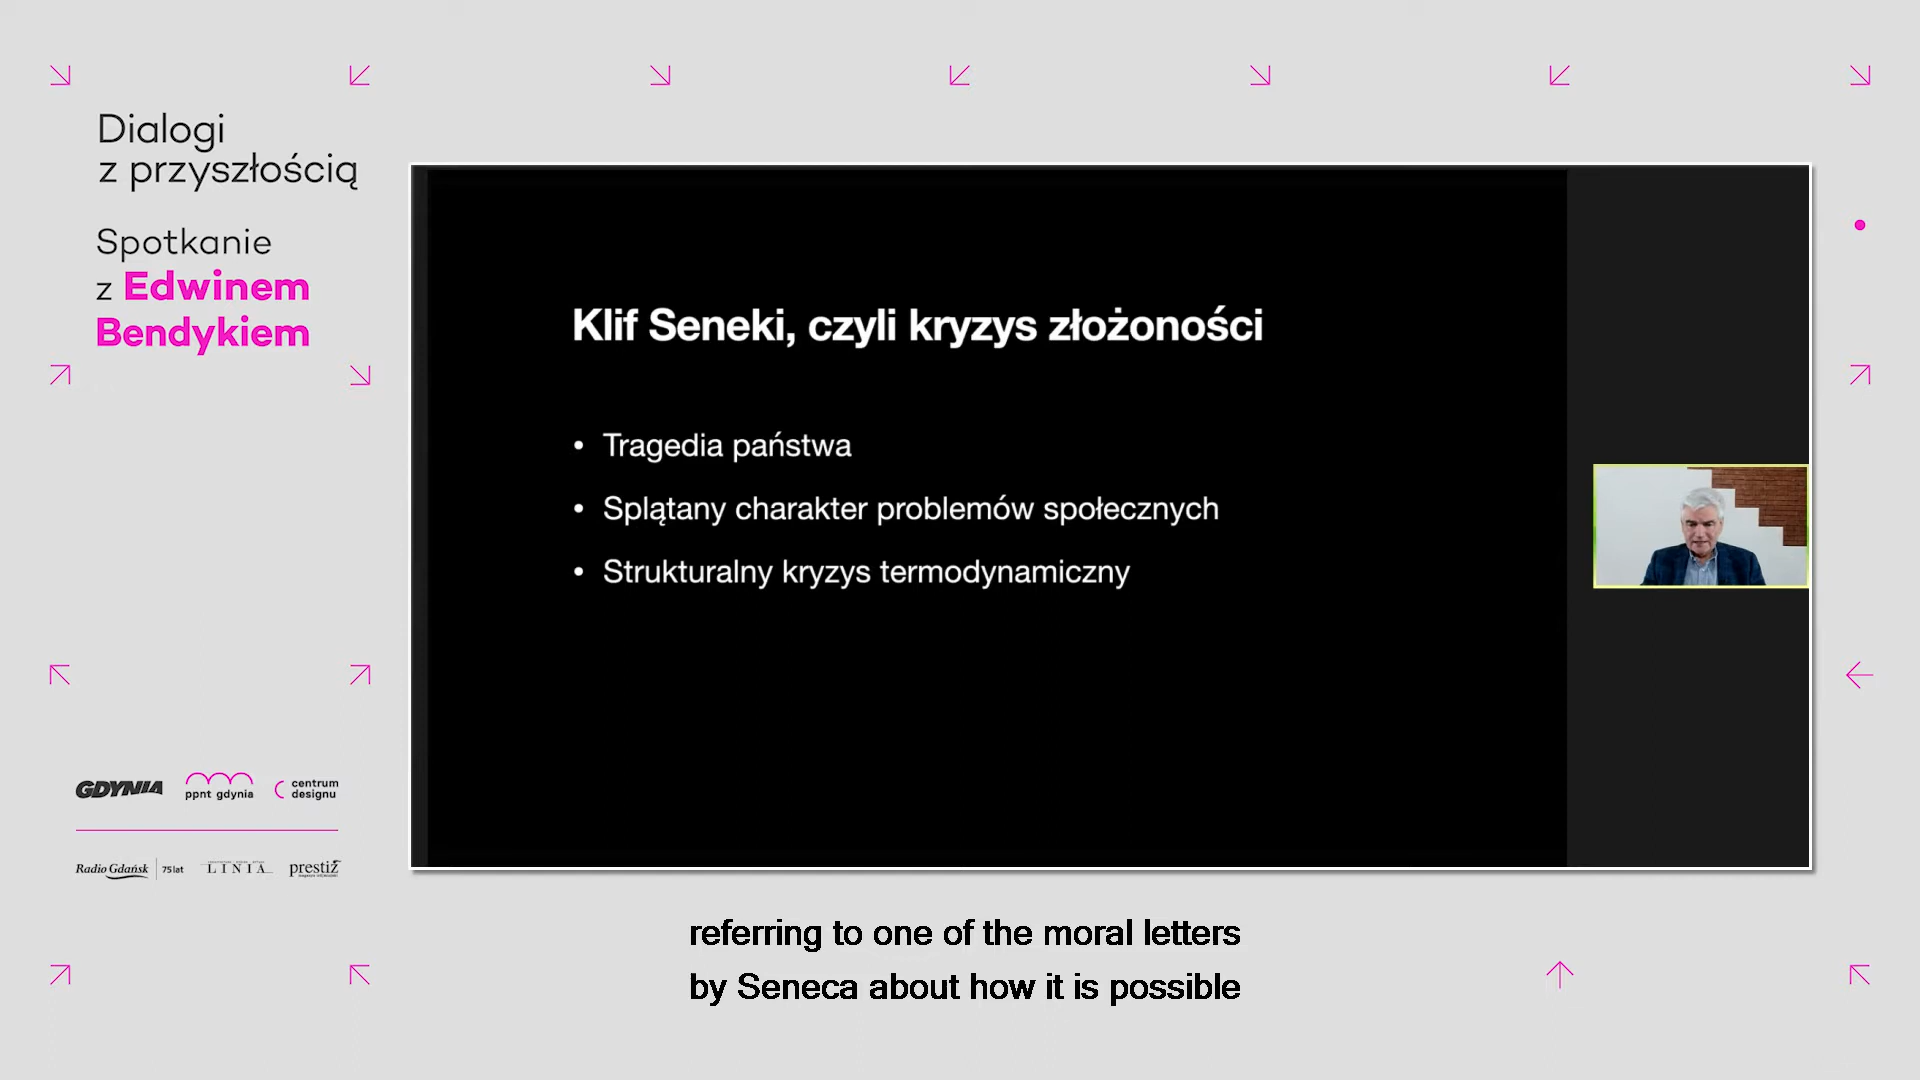 Dialogi
z przyszłością
Spotkanie
z Edwinem
Bendykiem
Klif Seneki, czyli kryzys złożoności
• Tragedia państwa
• Splątany charakter problemów społecznych
• Strukturalny kryzys termodynamiczny
GDYNIA
ppnt gdynia
centrum
designu
Radio Gdańsk 75 lat
LINIA
prestiż
referring to one of the moral letters
by Seneca about how it is possible